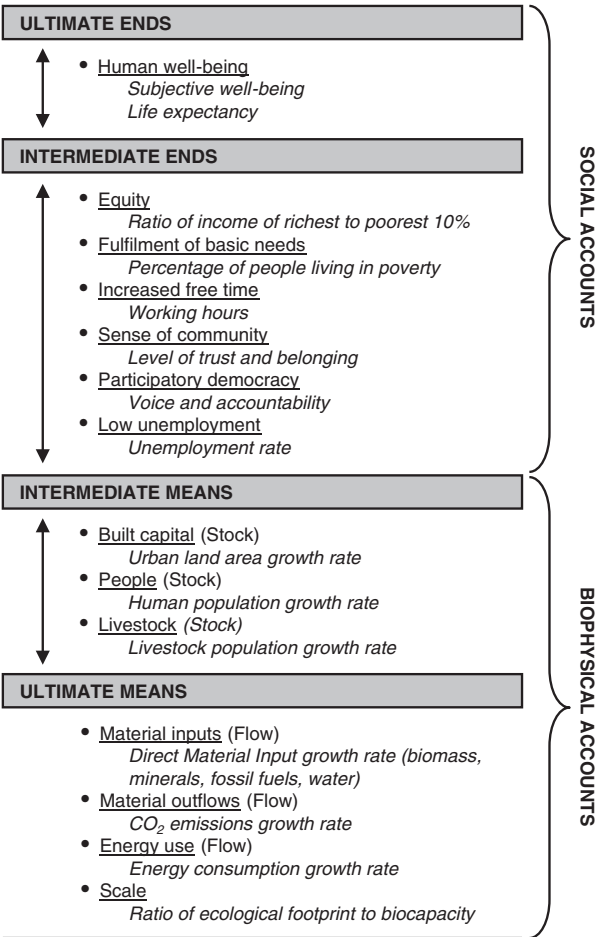 ULTIMATE ENDS
• Human well-being
Subjective well-being
Life expectancy
INTERMEDIATE ENDS
• Equity
Ratio of income of richest to poorest 10%
• Fulfilment of basic needs
Percentage of people living in poverty
• Increased free time
Working hours
• Sense of community
Level of trust and belonging
• Participatory democracy
Voice and accountability
• Low unemployment
Unemployment rate
SOCIAL ACCOUNTS
INTERMEDIATE MEANS
• Built capital (Stock)
Urban land area growth rate
• People (Stock)
Human population growth rate
• Livestock (Stock)
Livestock population growth rate
ULTIMATE MEANS
• Material inputs (Flow)
Direct Material Input growth rate (biomass,
minerals, fossil fuels, water)
• Material outflows (Flow)
CO₂ emissions growth rate
• Energy use (Flow)
Energy consumption growth rate
• Scale
Ratio of ecological footprint to biocapacity
BIOPHYSICAL ACCOUNTS